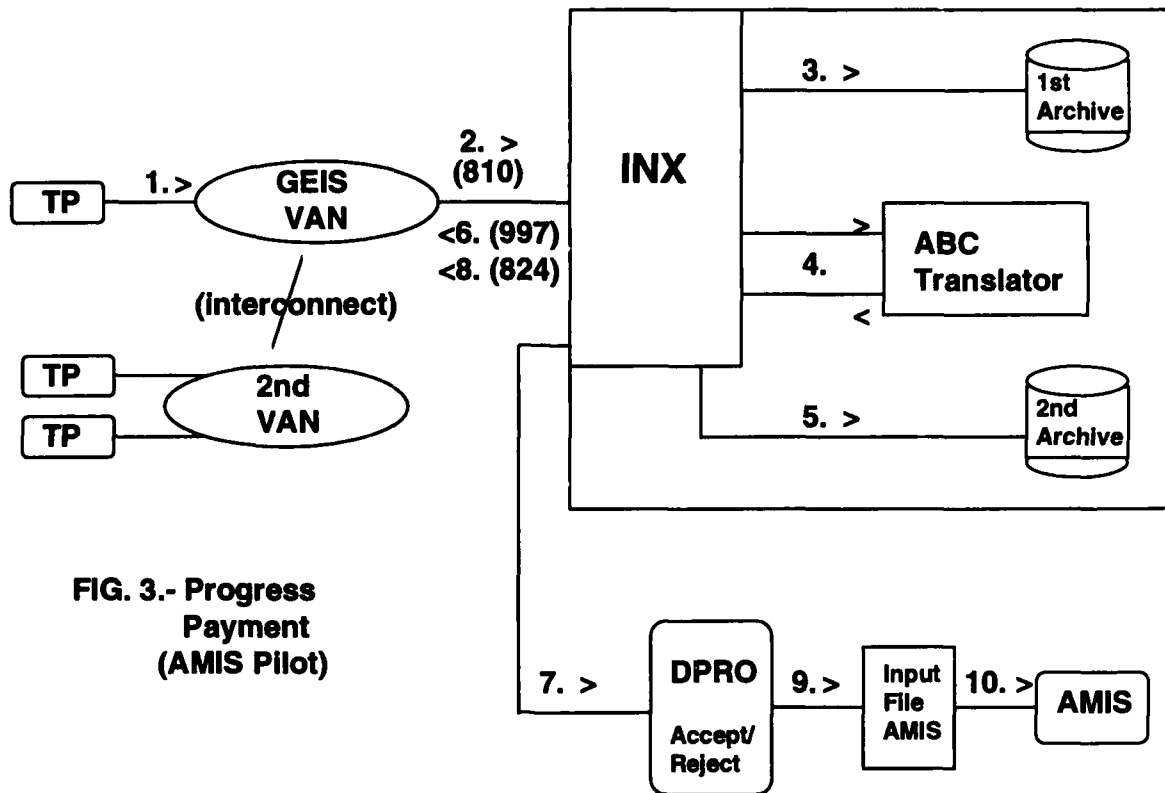 3. >
1st
Archive
2. >
(810)
INX
TP
1. >
GEIS
VAN
<6. (997)
<8. (824)
>
4.
<
ABC
Translator
(interconnect)
TP
TP
2nd
VAN
5. >
2nd
Archive
FIG. 3.- Progress
Payment
(AMIS Pilot)
7. >
DPRO
Accept/
Reject
9. >
Input
File
AMIS
10. >
AMIS